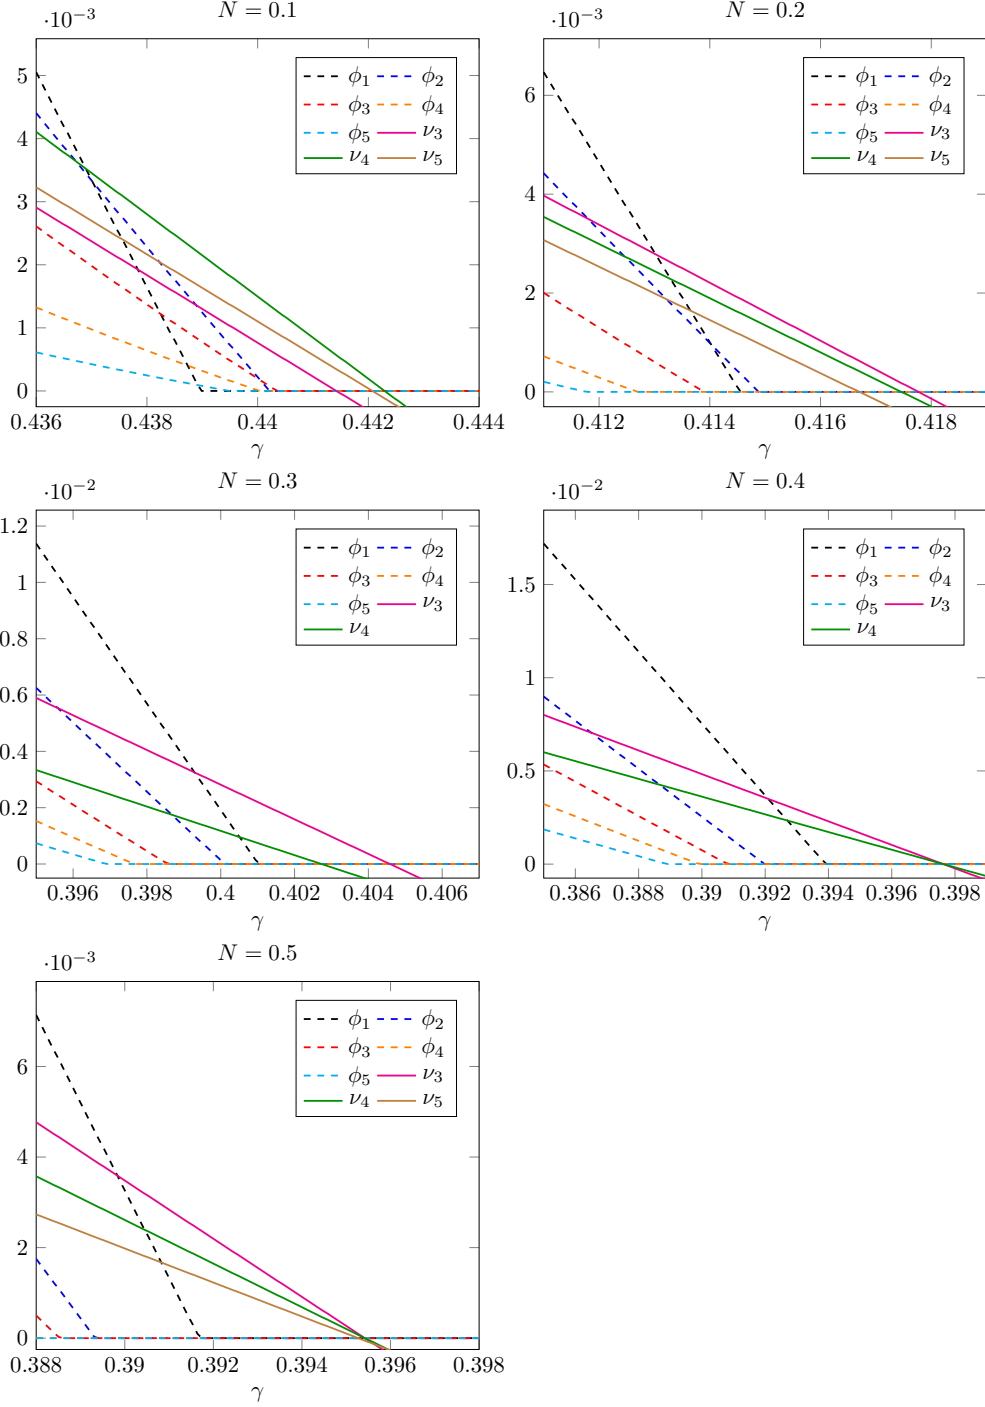 N = 0.1
·10⁻³
5
4
3
2
1
0
0.436 0.438 0.44 0.442 0.444
γ
ϕ₁ ϕ₂
ϕ₃ ϕ₄
ϕ₅ ν₃
ν₄ ν₅
N = 0.2
·10⁻³
6
4
2
0
0.412 0.414 0.416 0.418
γ
ϕ₁ ϕ₂
ϕ₃ ϕ₄
ϕ₅ ν₃
ν₄ ν₅
N = 0.3
·10⁻²
1.2
1
0.8
0.6
0.4
0.2
0
0.396 0.398 0.4 0.402 0.404 0.406
γ
ϕ₁ ϕ₂
ϕ₃ ϕ₄
ϕ₅ ν₃
ν₄
N = 0.4
·10⁻²
1.5
1
0.5
0
0.386 0.388 0.39 0.392 0.394 0.396 0.398
γ
ϕ₁ ϕ₂
ϕ₃ ϕ₄
ϕ₅ ν₃
ν₄
N = 0.5
·10⁻³
6
4
2
0
0.388 0.39 0.392 0.394 0.396 0.398
γ
ϕ₁ ϕ₂
ϕ₃ ϕ₄
ϕ₅ ν₃
ν₄ ν₅